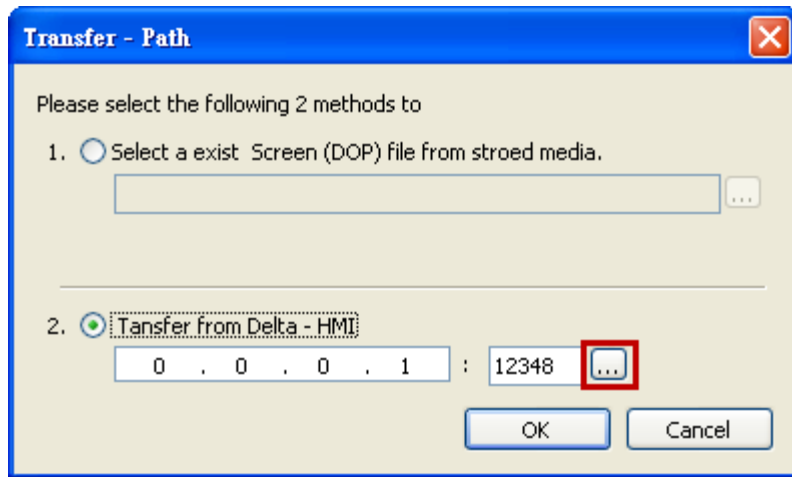 Transfer - Path
Please select the following 2 methods to
1. Select a exist Screen (DOP) file from stroed media.
...
2. Tansfer from Delta - HMI
0 . 0 . 0 . 1 : 12348 ...
OK Cancel